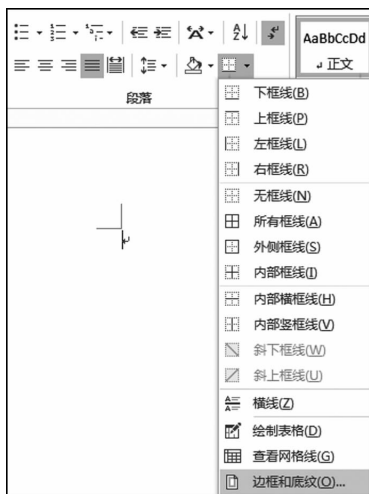 AaBbCcDd
↲ 正文
段落
下框线(B)
上框线(P)
左框线(L)
右框线(R)
无框线(N)
所有框线(A)
外侧框线(S)
内部框线(I)
内部横框线(H)
内部竖框线(V)
斜下框线(W)
斜上框线(U)
横线(Z)
绘制表格(D)
查看网格线(G)
边框和底纹(O)...